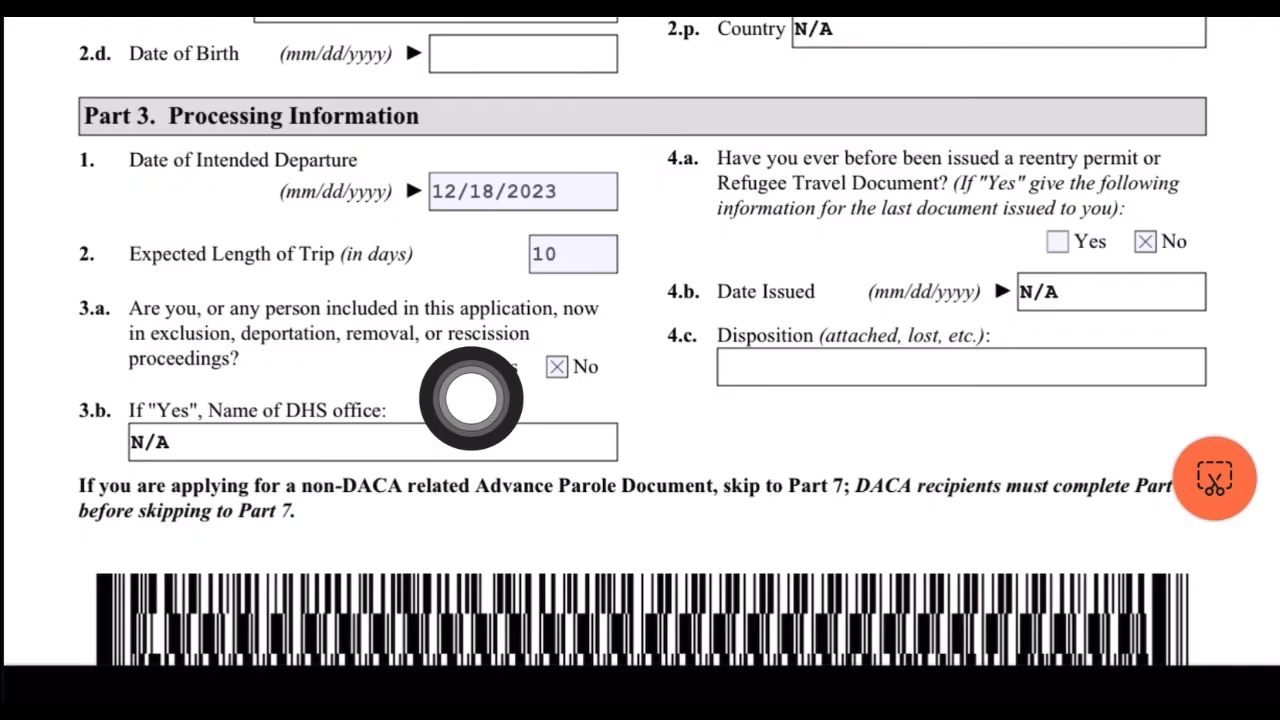 2.d. Date of Birth (mm/dd/yyyy) ►
2.p. Country N/A
Part 3. Processing Information
1. Date of Intended Departure
(mm/dd/yyyy) ► 12/18/2023
2. Expected Length of Trip (in days) 10
3.a. Are you, or any person included in this application, now
in exclusion, deportation, removal, or rescission
proceedings?
No
3.b. If "Yes", Name of DHS office:
N/A
4.a. Have you ever before been issued a reentry permit or
Refugee Travel Document? (If "Yes" give the following
information for the last document issued to you):
Yes No
4.b. Date Issued (mm/dd/yyyy) ► N/A
4.c. Disposition (attached, lost, etc.):
If you are applying for a non-DACA related Advance Parole Document, skip to Part 7; DACA recipients must complete Part
before skipping to Part 7.